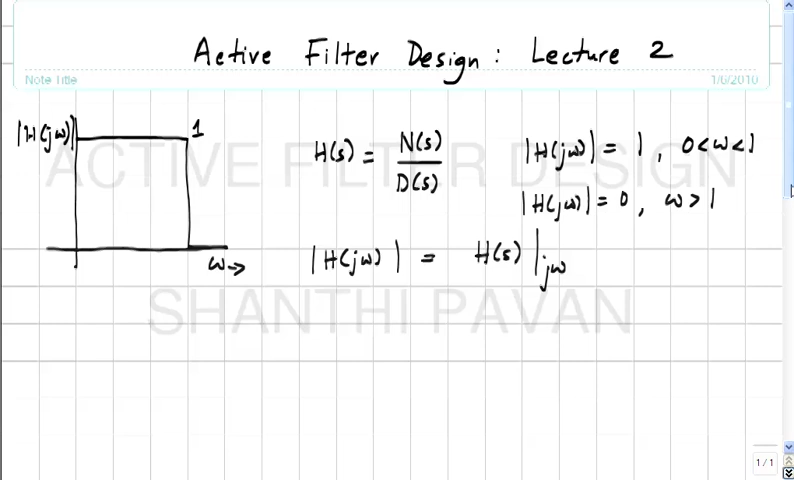 Active Filter Design : Lecture 2
Note Title
1/6/2010
|H(jω)|
1
H(s) = N(s)/D(s)
|H(jω)| = 1, 0<ω<1
|H(jω)| = 0, ω>1
ω→
|H(jω)| = H(s)|jω
ACTIVE FILTER DESIGN
SHANTHI PAVAN
1/1